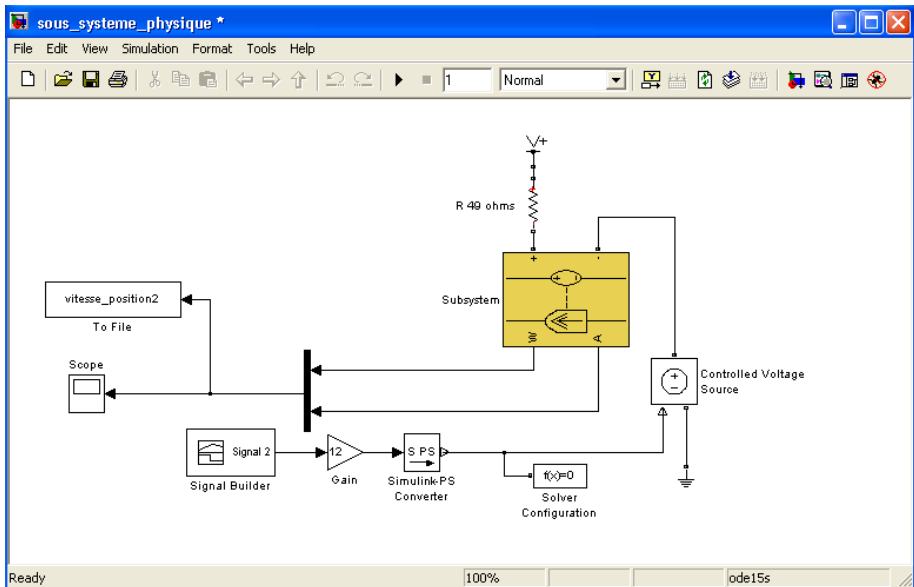 sous_systeme_physique *
File Edit View Simulation Format Tools Help
1
Normal
V+
R 49 ohms
+ -
Subsystem
+ -
W A
vitesse_position2
To File
Scope
Controlled Voltage
Source
+
−
Signal 2
Signal Builder
12
Gain
S PS
Simulink-PS
Converter
f(x)=0
Solver
Configuration
Ready
100%
ode15s